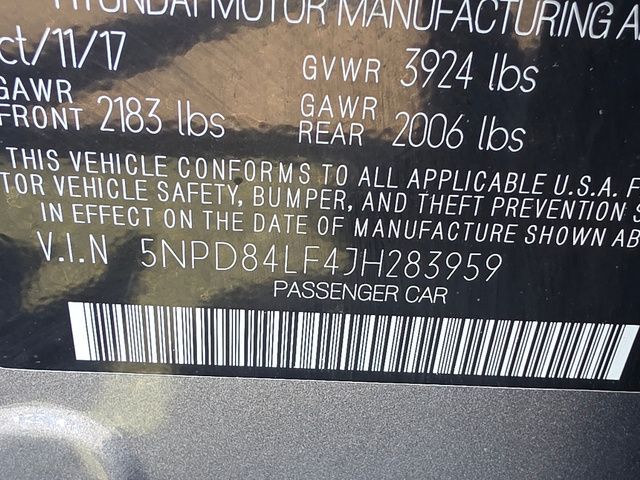 HYUNDAI MOTOR MANUFACTURING
ct/11/17
GVWR 3924 lbs
GAWR FRONT 2183 lbs
GAWR REAR 2006 lbs
THIS VEHICLE CONFORMS TO ALL APPLICABLE U.S.A. F
TOR VEHICLE SAFETY, BUMPER, AND THEFT PREVENTION S
IN EFFECT ON THE DATE OF MANUFACTURE SHOWN AB
V.I.N 5NPD84LF4JH283959
PASSENGER CAR